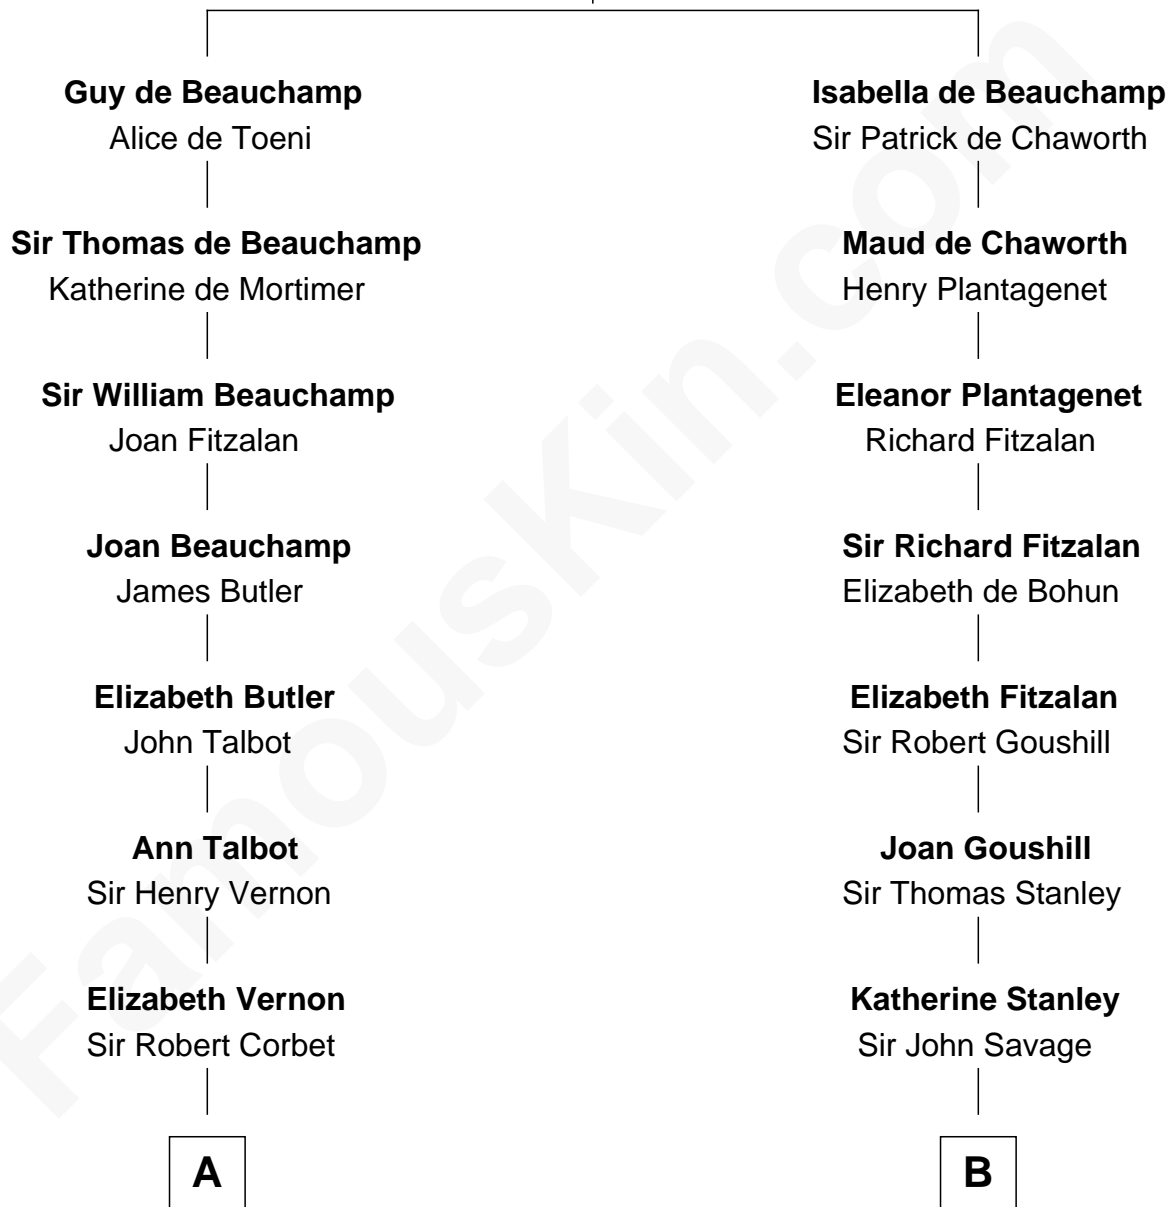 Guy de Beauchamp
Alice de Toeni
Sir Thomas de Beauchamp
Katherine de Mortimer
Sir William Beauchamp
Joan Fitzalan
Joan Beauchamp
James Butler
Elizabeth Butler
John Talbot
Ann Talbot
Sir Henry Vernon
Elizabeth Vernon
Sir Robert Corbet
A
Isabella de Beauchamp
Sir Patrick de Chaworth
Maud de Chaworth
Henry Plantagenet
Eleanor Plantagenet
Richard Fitzalan
Sir Richard Fitzalan
Elizabeth de Bohun
Elizabeth Fitzalan
Sir Robert Goushill
Joan Goushill
Sir Thomas Stanley
Katherine Stanley
Sir John Savage
B
FamousKin.com